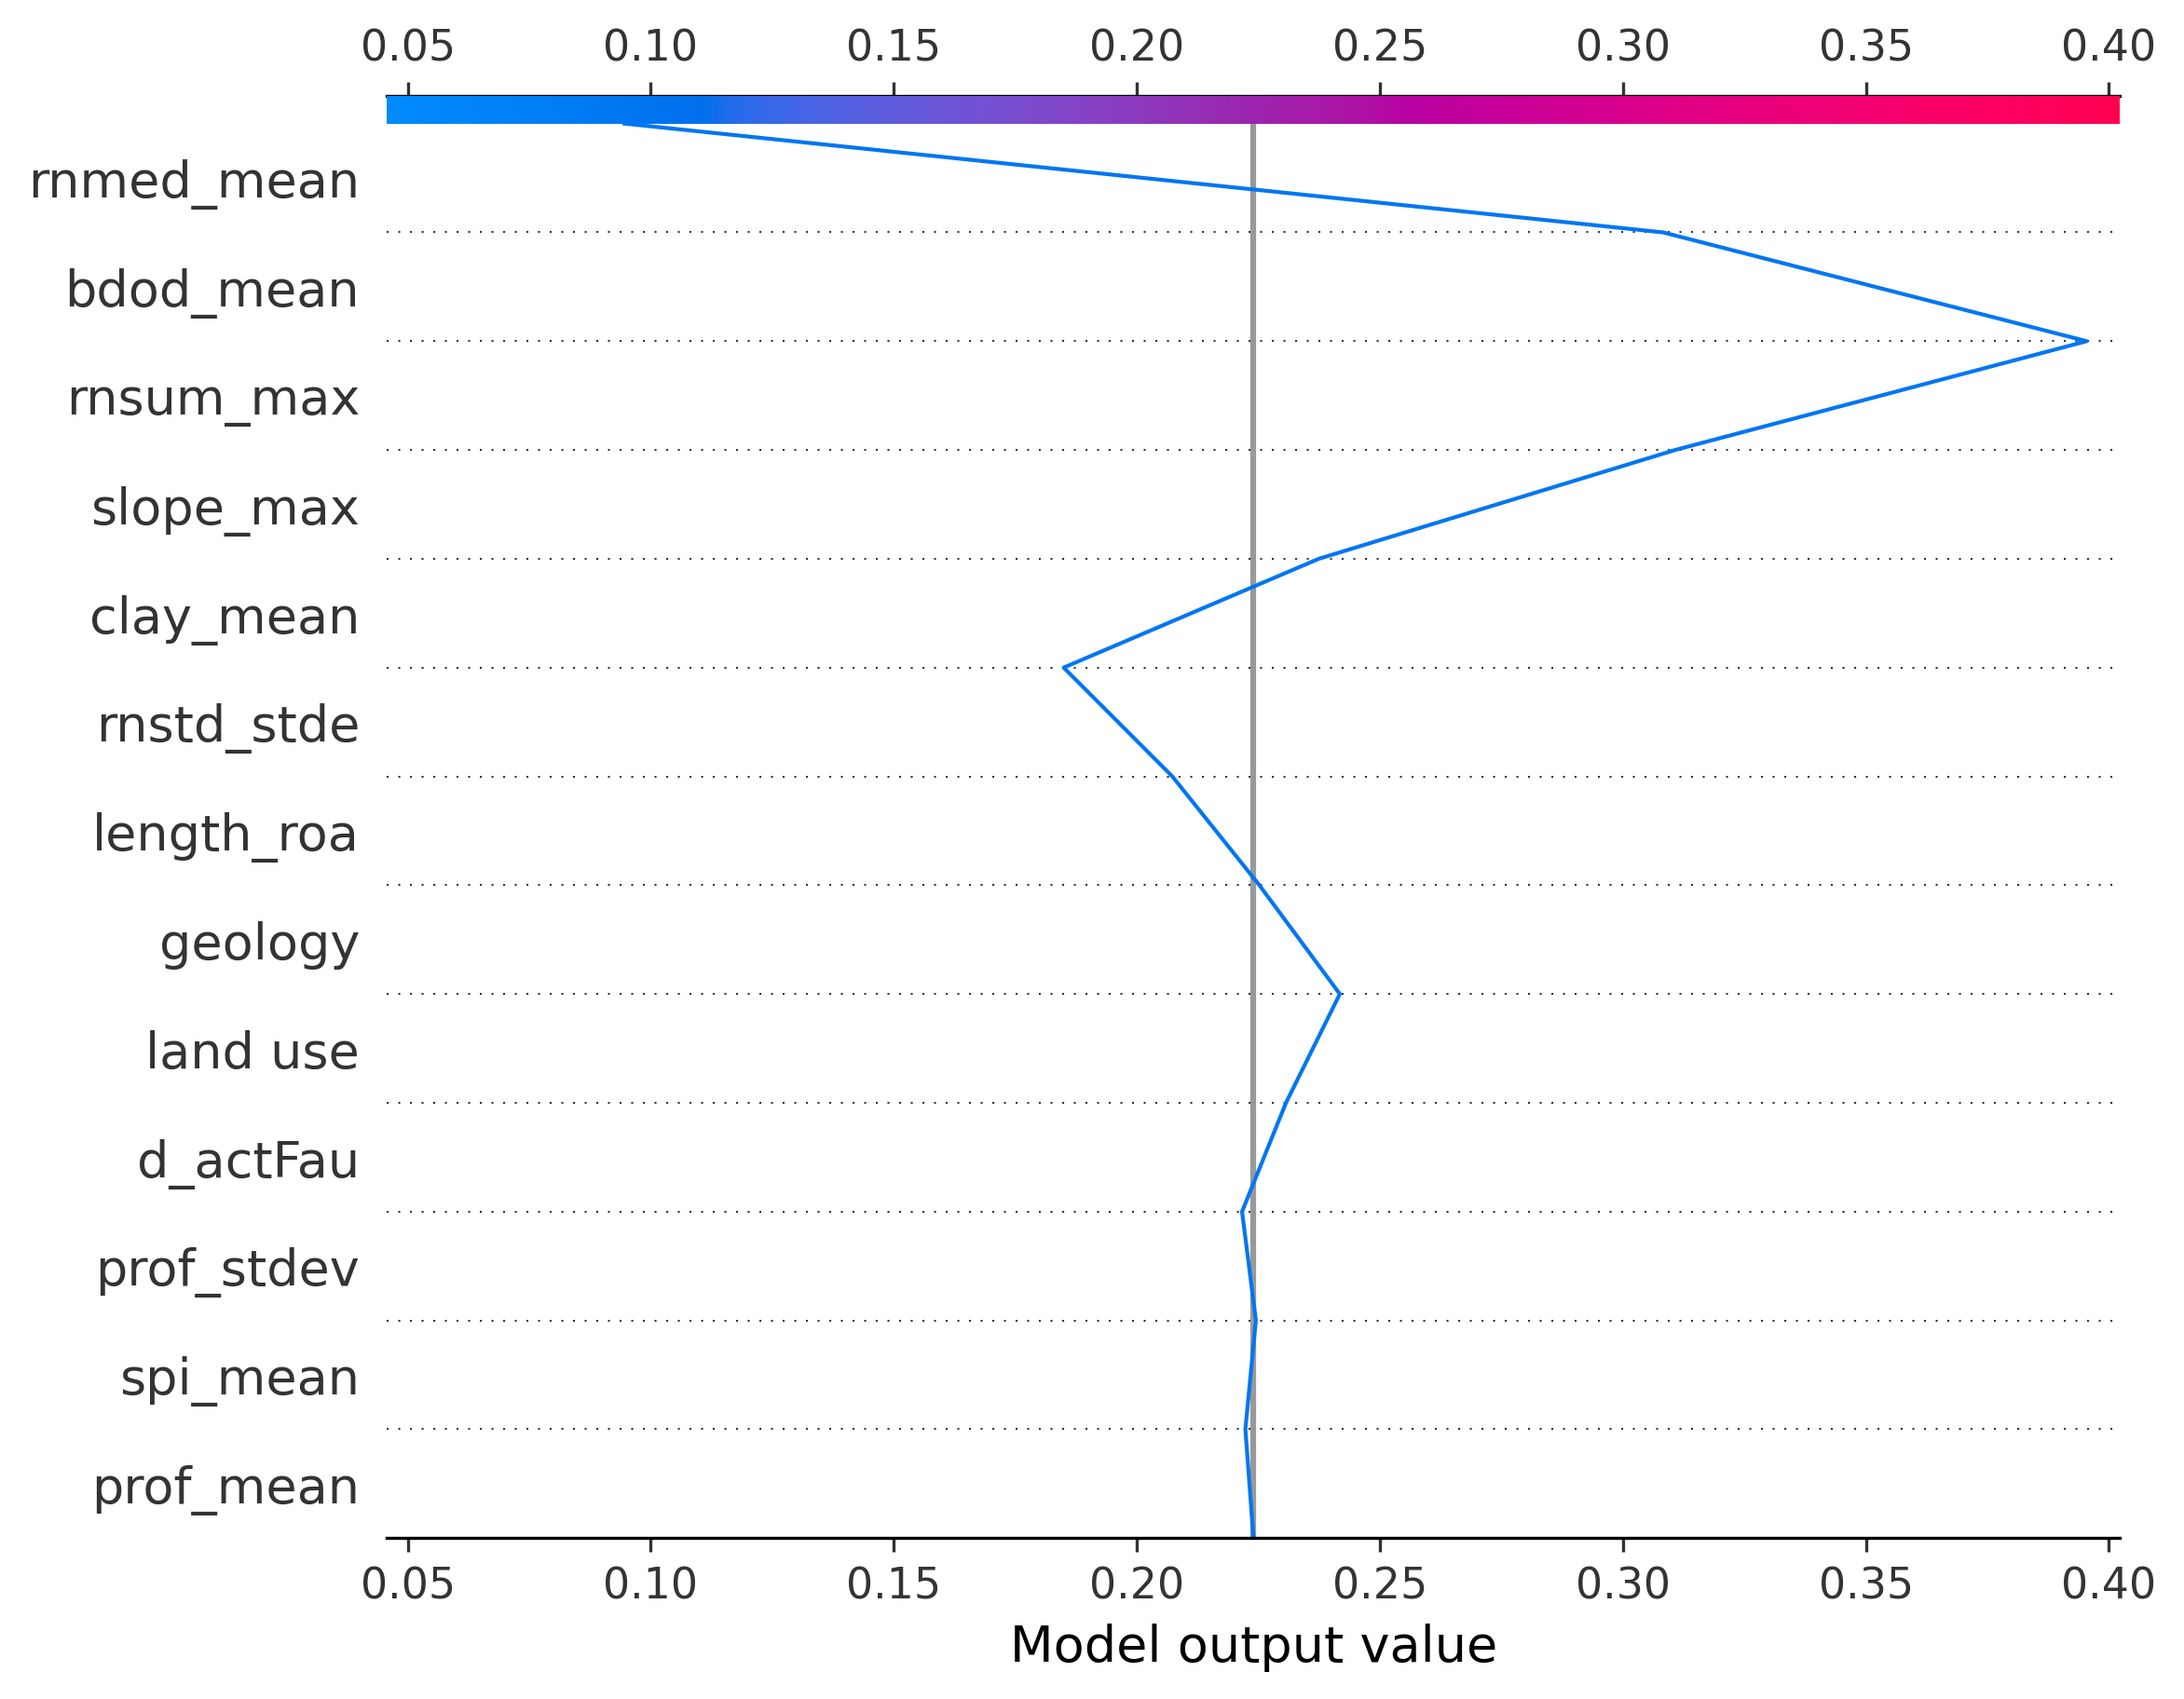 0.05 0.10 0.15 0.20 0.25 0.30 0.35 0.40
rnmed_mean
bdod_mean
rnsum_max
slope_max
clay_mean
rnstd_stde
length_roa
geology
land use
d_actFau
prof_stdev
spi_mean
prof_mean
0.05 0.10 0.15 0.20 0.25 0.30 0.35 0.40
Model output value